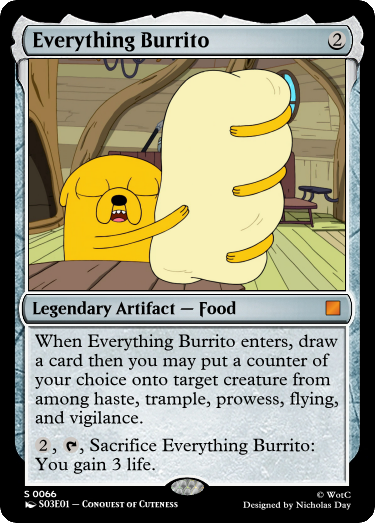 Everything Burrito 2
Legendary Artifact — Food
When Everything Burrito enters, draw
a card then you may put a counter of
your choice onto target creature from
among haste, trample, prowess, flying,
and vigilance.
2, , Sacrifice Everything Burrito:
You gain 3 life.
S 0066
S03E01 — Conquest of Cuteness
© WotC
Designed by Nicholas Day